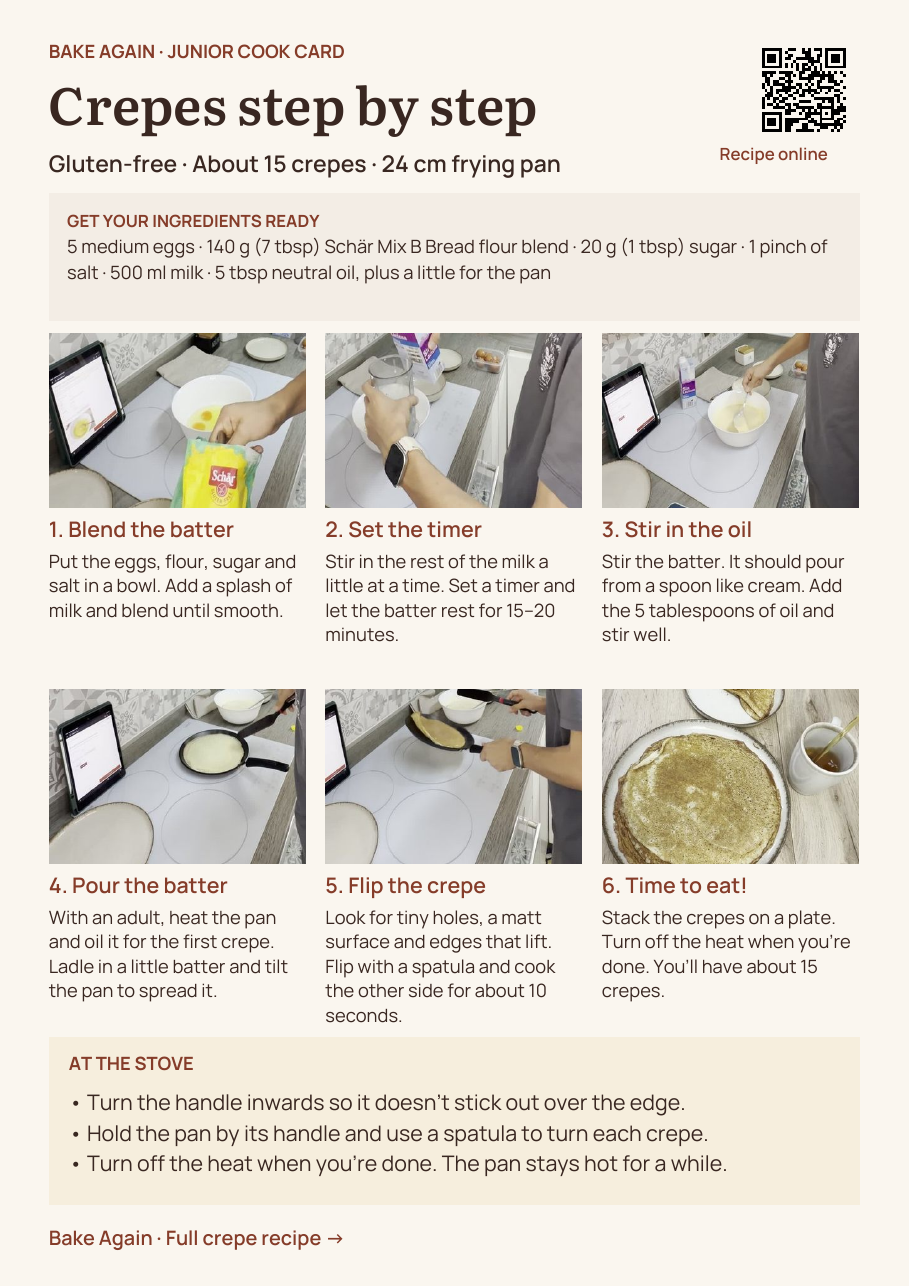 BAKE AGAIN · JUNIOR COOK CARD
Crepes step by step
Gluten-free · About 15 crepes · 24 cm frying pan
Recipe online
GET YOUR INGREDIENTS READY
5 medium eggs · 140 g (7 tbsp) Schär Mix B Bread flour blend · 20 g (1 tbsp) sugar · 1 pinch of
salt · 500 ml milk · 5 tbsp neutral oil, plus a little for the pan
Schär
1. Blend the batter
Put the eggs, flour, sugar and
salt in a bowl. Add a splash of
milk and blend until smooth.
2. Set the timer
Stir in the rest of the milk a
little at a time. Set a timer and
let the batter rest for 15–20
minutes.
3. Stir in the oil
Stir the batter. It should pour
from a spoon like cream. Add
the 5 tablespoons of oil and
stir well.
4. Pour the batter
With an adult, heat the pan
and oil it for the first crepe.
Ladle in a little batter and tilt
the pan to spread it.
5. Flip the crepe
Look for tiny holes, a matt
surface and edges that lift.
Flip with a spatula and cook
the other side for about 10
seconds.
6. Time to eat!
Stack the crepes on a plate.
Turn off the heat when you're
done. You'll have about 15
crepes.
AT THE STOVE
• Turn the handle inwards so it doesn't stick out over the edge.
• Hold the pan by its handle and use a spatula to turn each crepe.
• Turn off the heat when you're done. The pan stays hot for a while.
Bake Again · Full crepe recipe →